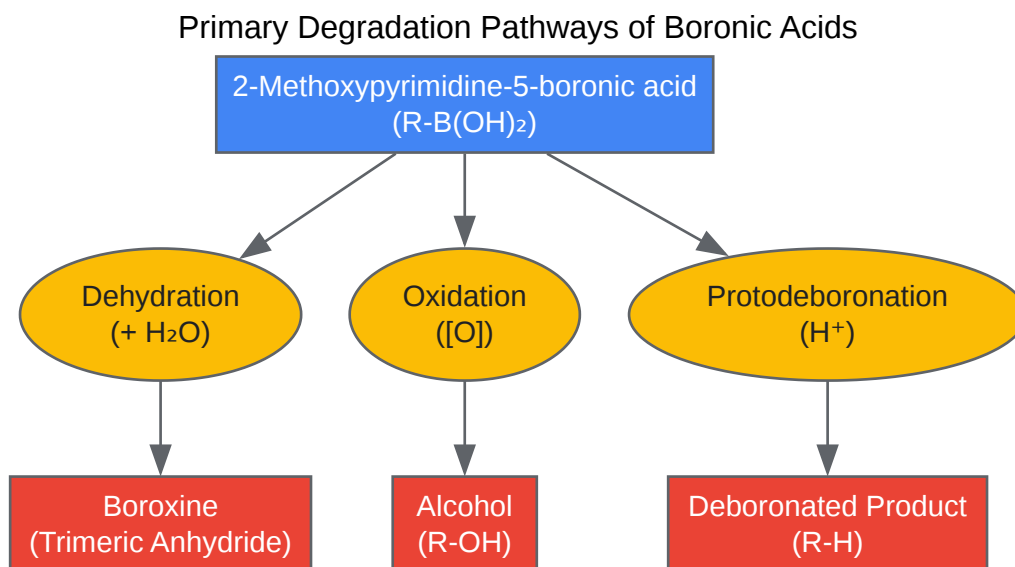 Primary Degradation Pathways of Boronic Acids
2-Methoxypyrimidine-5-boronic acid
(R-B(OH)₂)
Dehydration
(+ H₂O)
Oxidation
([O])
Protodeboronation
(H⁺)
Boroxine
(Trimeric Anhydride)
Alcohol
(R-OH)
Deboronated Product
(R-H)